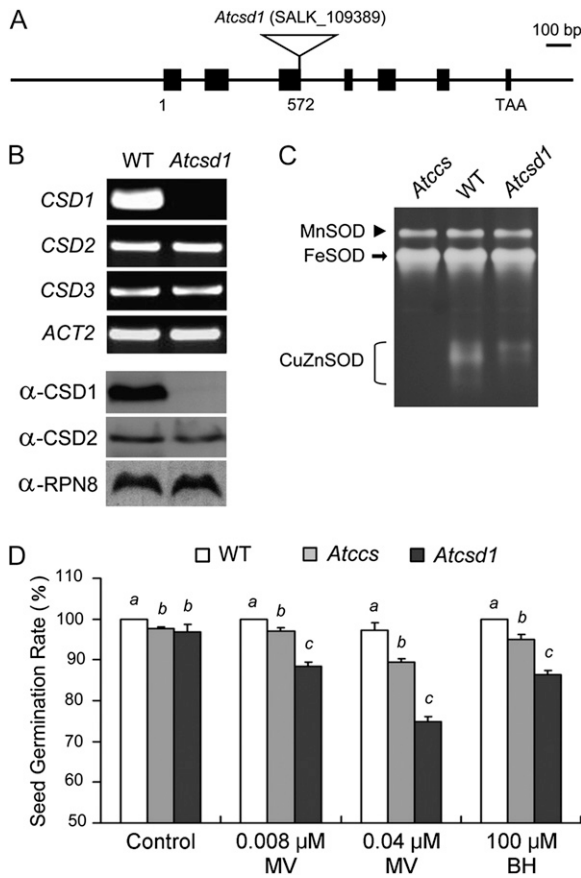 A
Atcsd1 (SALK_109389)
100 bp
1
572
TAA
B
WT Atcsd1
CSD1
CSD2
CSD3
ACT2
α-CSD1
α-CSD2
α-RPN8
C
Atccs WT Atcsd1
MnSOD
FeSOD
CuZnSOD
D
WT Atccs Atcsd1
Seed Germination Rate (%)
110
100
90
80
70
60
50
a b b
a b c
a b c
a b c
Control
0.008 µM
MV
0.04 µM
MV
100 µM
BH